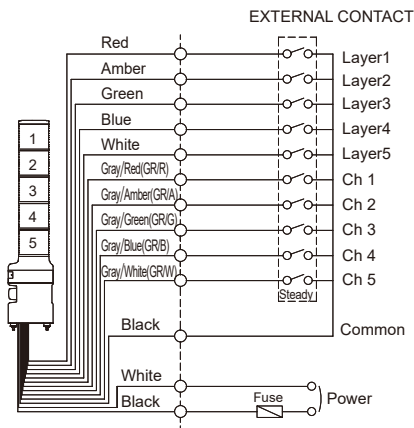 EXTERNAL CONTACT
Red
Layer1
Amber
Layer2
Green
Layer3
Blue
Layer4
White
Layer5
Gray/Red(GR/R)
Ch 1
Gray/Amber(GR/A)
Ch 2
Gray/Green(GR/G)
Ch 3
Gray/Blue(GR/B)
Ch 4
Gray/White(GR/W)
Ch 5
Steady
1
2
3
4
5
Black
Common
White
Black
Fuse
Power